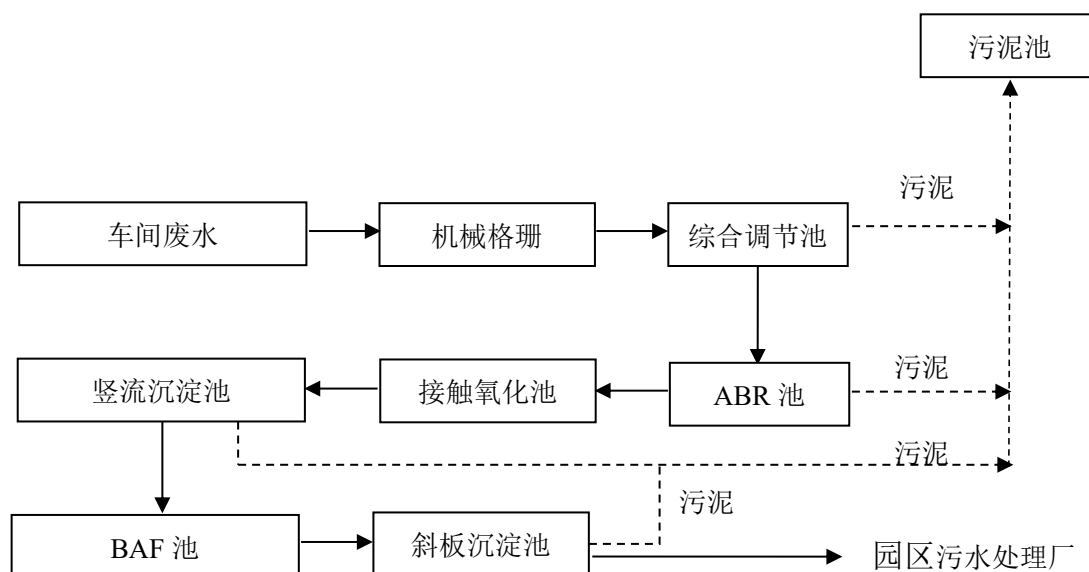 污泥池
污泥
车间废水
机械格珊
综合调节池
竖流沉淀池
接触氧化池
ABR 池
污泥
污泥
污泥
BAF 池
斜板沉淀池
园区污水处理厂